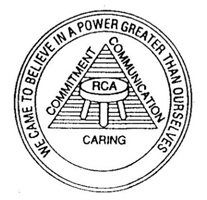 WE CAME TO BELIEVE IN A POWER GREATER THAN OURSELVES
COMMITMENT
COMMUNICATION
RCA
CARING